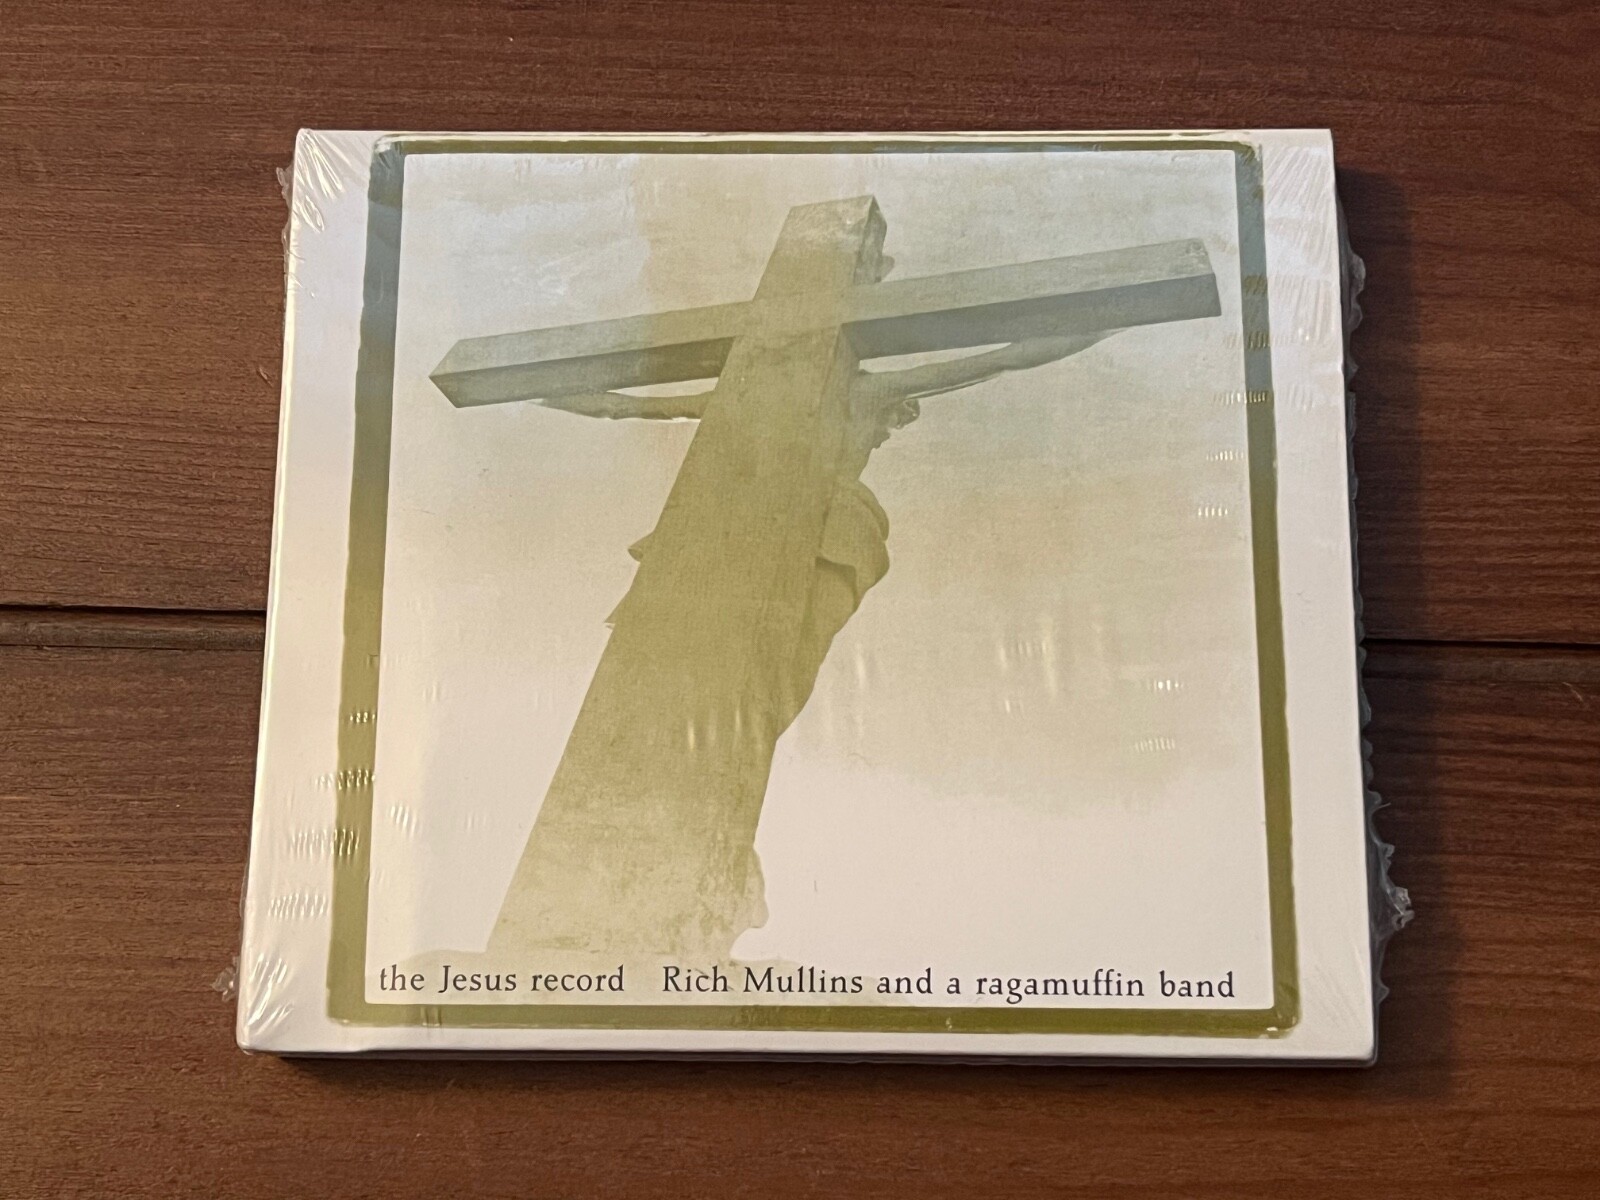 the Jesus record Rich Mullins and a ragamuffin band